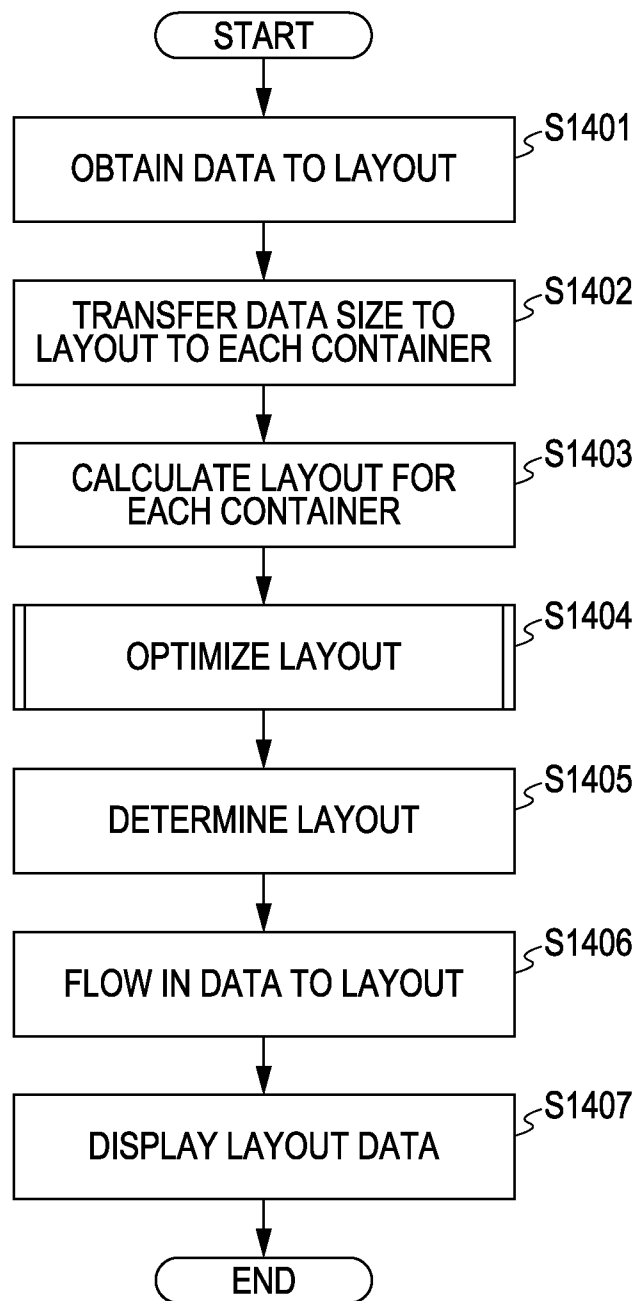 START
S1401
OBTAIN DATA TO LAYOUT
S1402
TRANSFER DATA SIZE TO
LAYOUT TO EACH CONTAINER
S1403
CALCULATE LAYOUT FOR
EACH CONTAINER
S1404
OPTIMIZE LAYOUT
S1405
DETERMINE LAYOUT
S1406
FLOW IN DATA TO LAYOUT
S1407
DISPLAY LAYOUT DATA
END